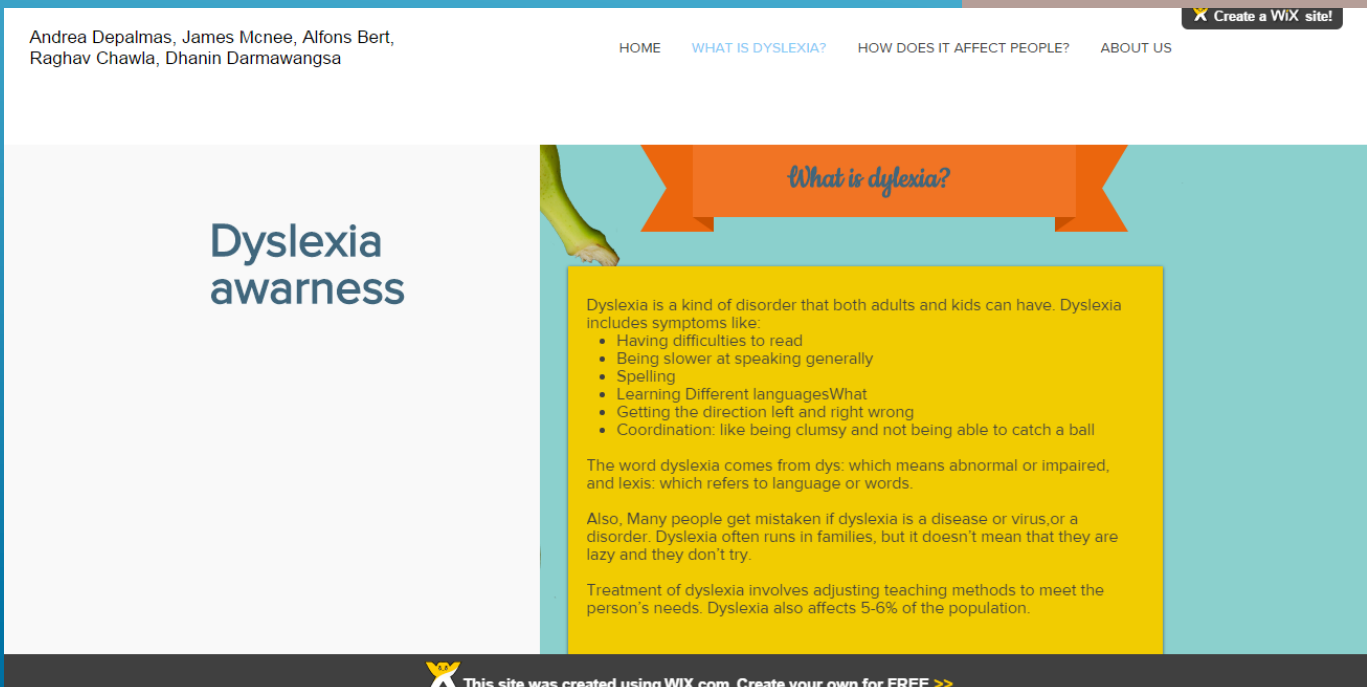 Create a WiX site!
Andrea Depalmas, James Mcnee, Alfons Bert,
Raghav Chawla, Dhanin Darmawangsa
HOME WHAT IS DYSLEXIA? HOW DOES IT AFFECT PEOPLE? ABOUT US
Dyslexia
awarness
What is dylexia?
Dyslexia is a kind of disorder that both adults and kids can have. Dyslexia
includes symptoms like:
• Having difficulties to read
• Being slower at speaking generally
• Spelling
• Learning Different languagesWhat
• Getting the direction left and right wrong
• Coordination: like being clumsy and not being able to catch a ball
The word dyslexia comes from dys: which means abnormal or impaired,
and lexis: which refers to language or words.
Also, Many people get mistaken if dyslexia is a disease or virus,or a
disorder. Dyslexia often runs in families, but it doesn't mean that they are
lazy and they don't try.
Treatment of dyslexia involves adjusting teaching methods to meet the
person's needs. Dyslexia also affects 5-6% of the population.
This site was created using WIX.com. Create your own for FREE >>